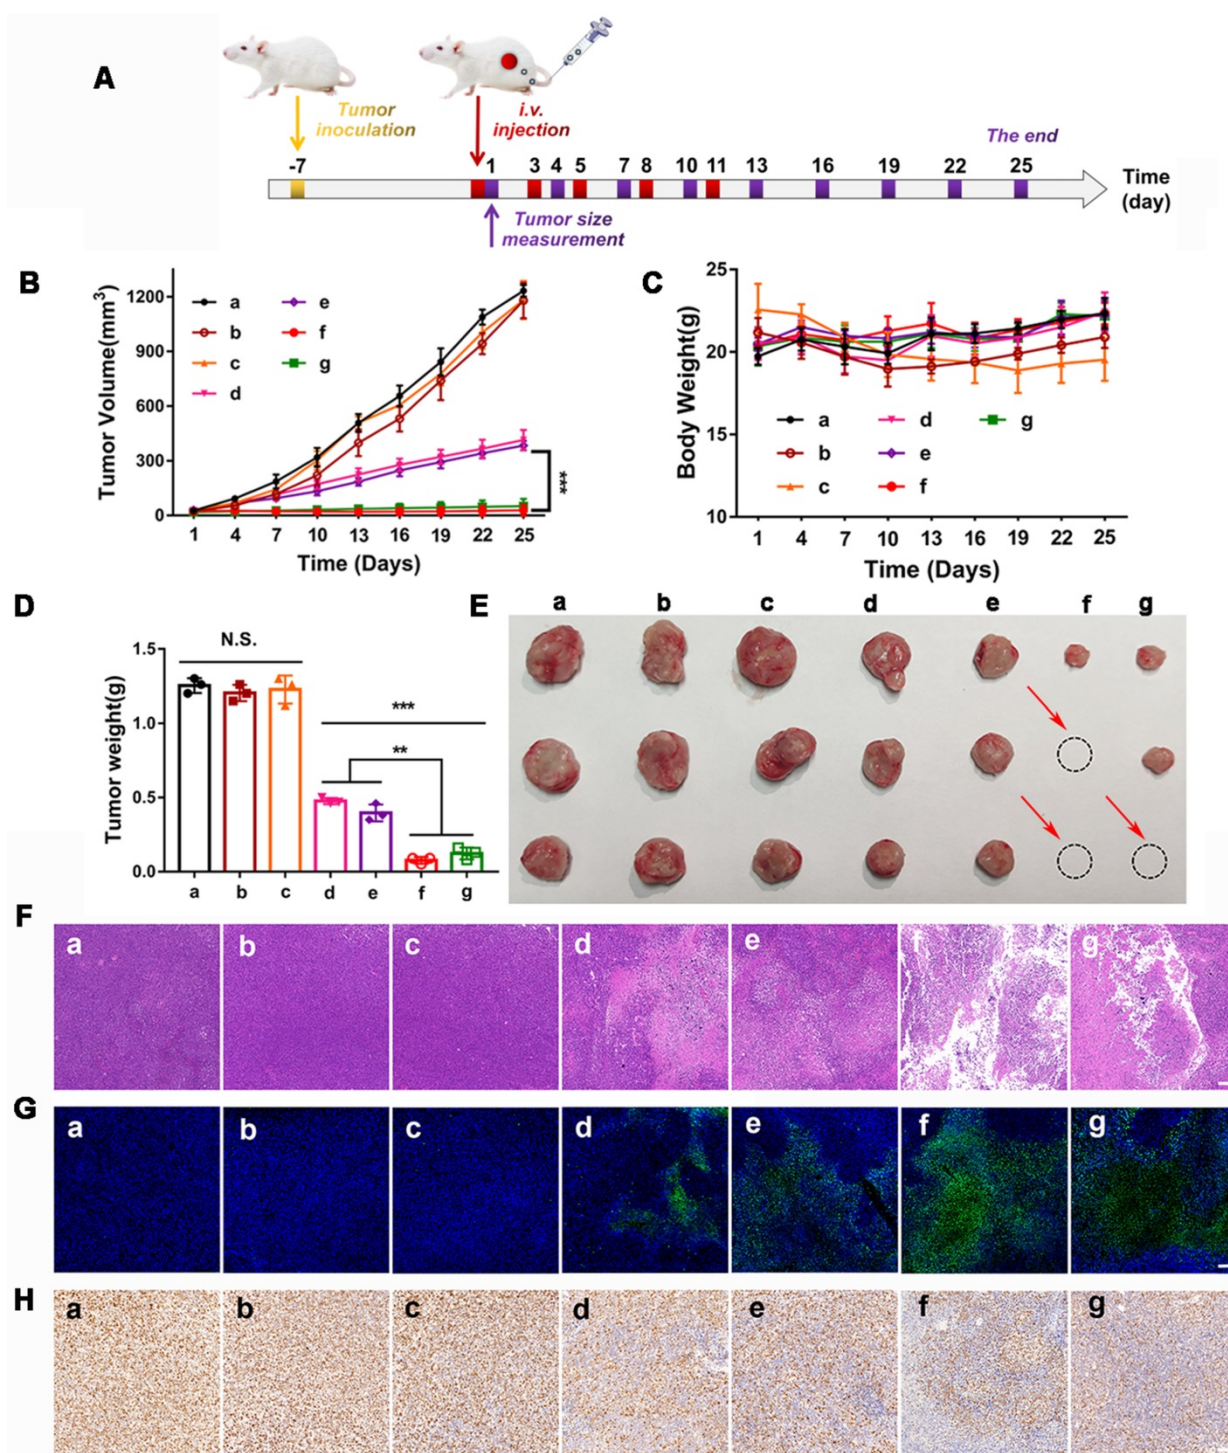 A
Tumor
inoculation
i.v.
injection
The end
-7 1 3 4 5 7 8 10 11 13 16 19 22 25
Time
(day)
Tumor size
measurement
B
Tumor Volume(mm³)
1200
900
600
300
0
a e
b f
c g
d
***
1 4 7 10 13 16 19 22 25
Time (Days)
C
Body Weight(g)
25
20
15
10
a d g
b e
c f
1 4 7 10 13 16 19 22 25
Time (Days)
D
Tumor weight(g)
1.5
1.0
0.5
0.0
N.S.
***
**
a b c d e f g
E
a b c d e f g
F
a b c d e f g
G
a b c d e f g
H
a b c d e f g